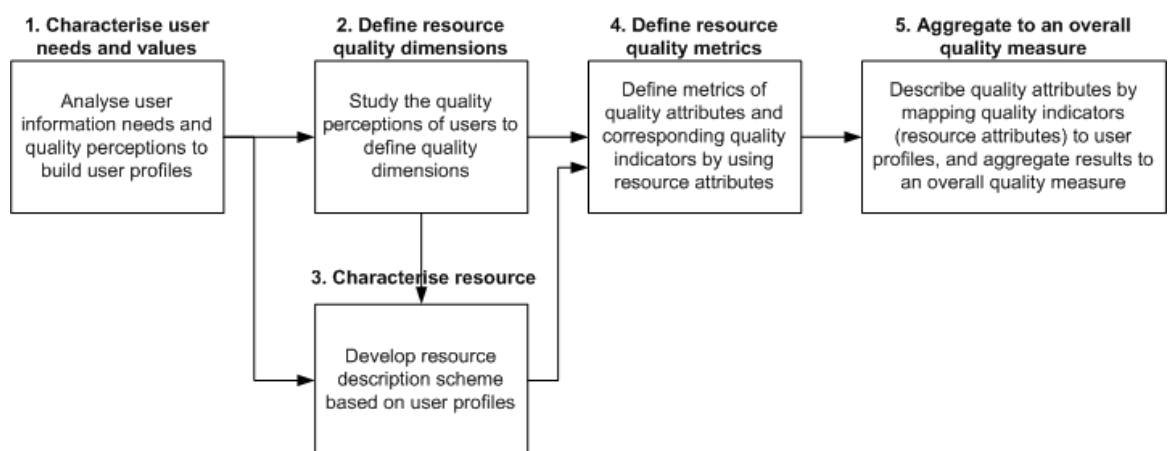 1. Characterise user
needs and values
Analyse user
information needs and
quality perceptions to
build user profiles
2. Define resource
quality dimensions
Study the quality
perceptions of users to
define quality
dimensions
3. Characterise resource
Develop resource
description scheme
based on user profiles
4. Define resource
quality metrics
Define metrics of
quality attributes and
corresponding quality
indicators by using
resource attributes
5. Aggregate to an overall
quality measure
Describe quality attributes by
mapping quality indicators
(resource attributes) to user
profiles, and aggregate results to
an overall quality measure